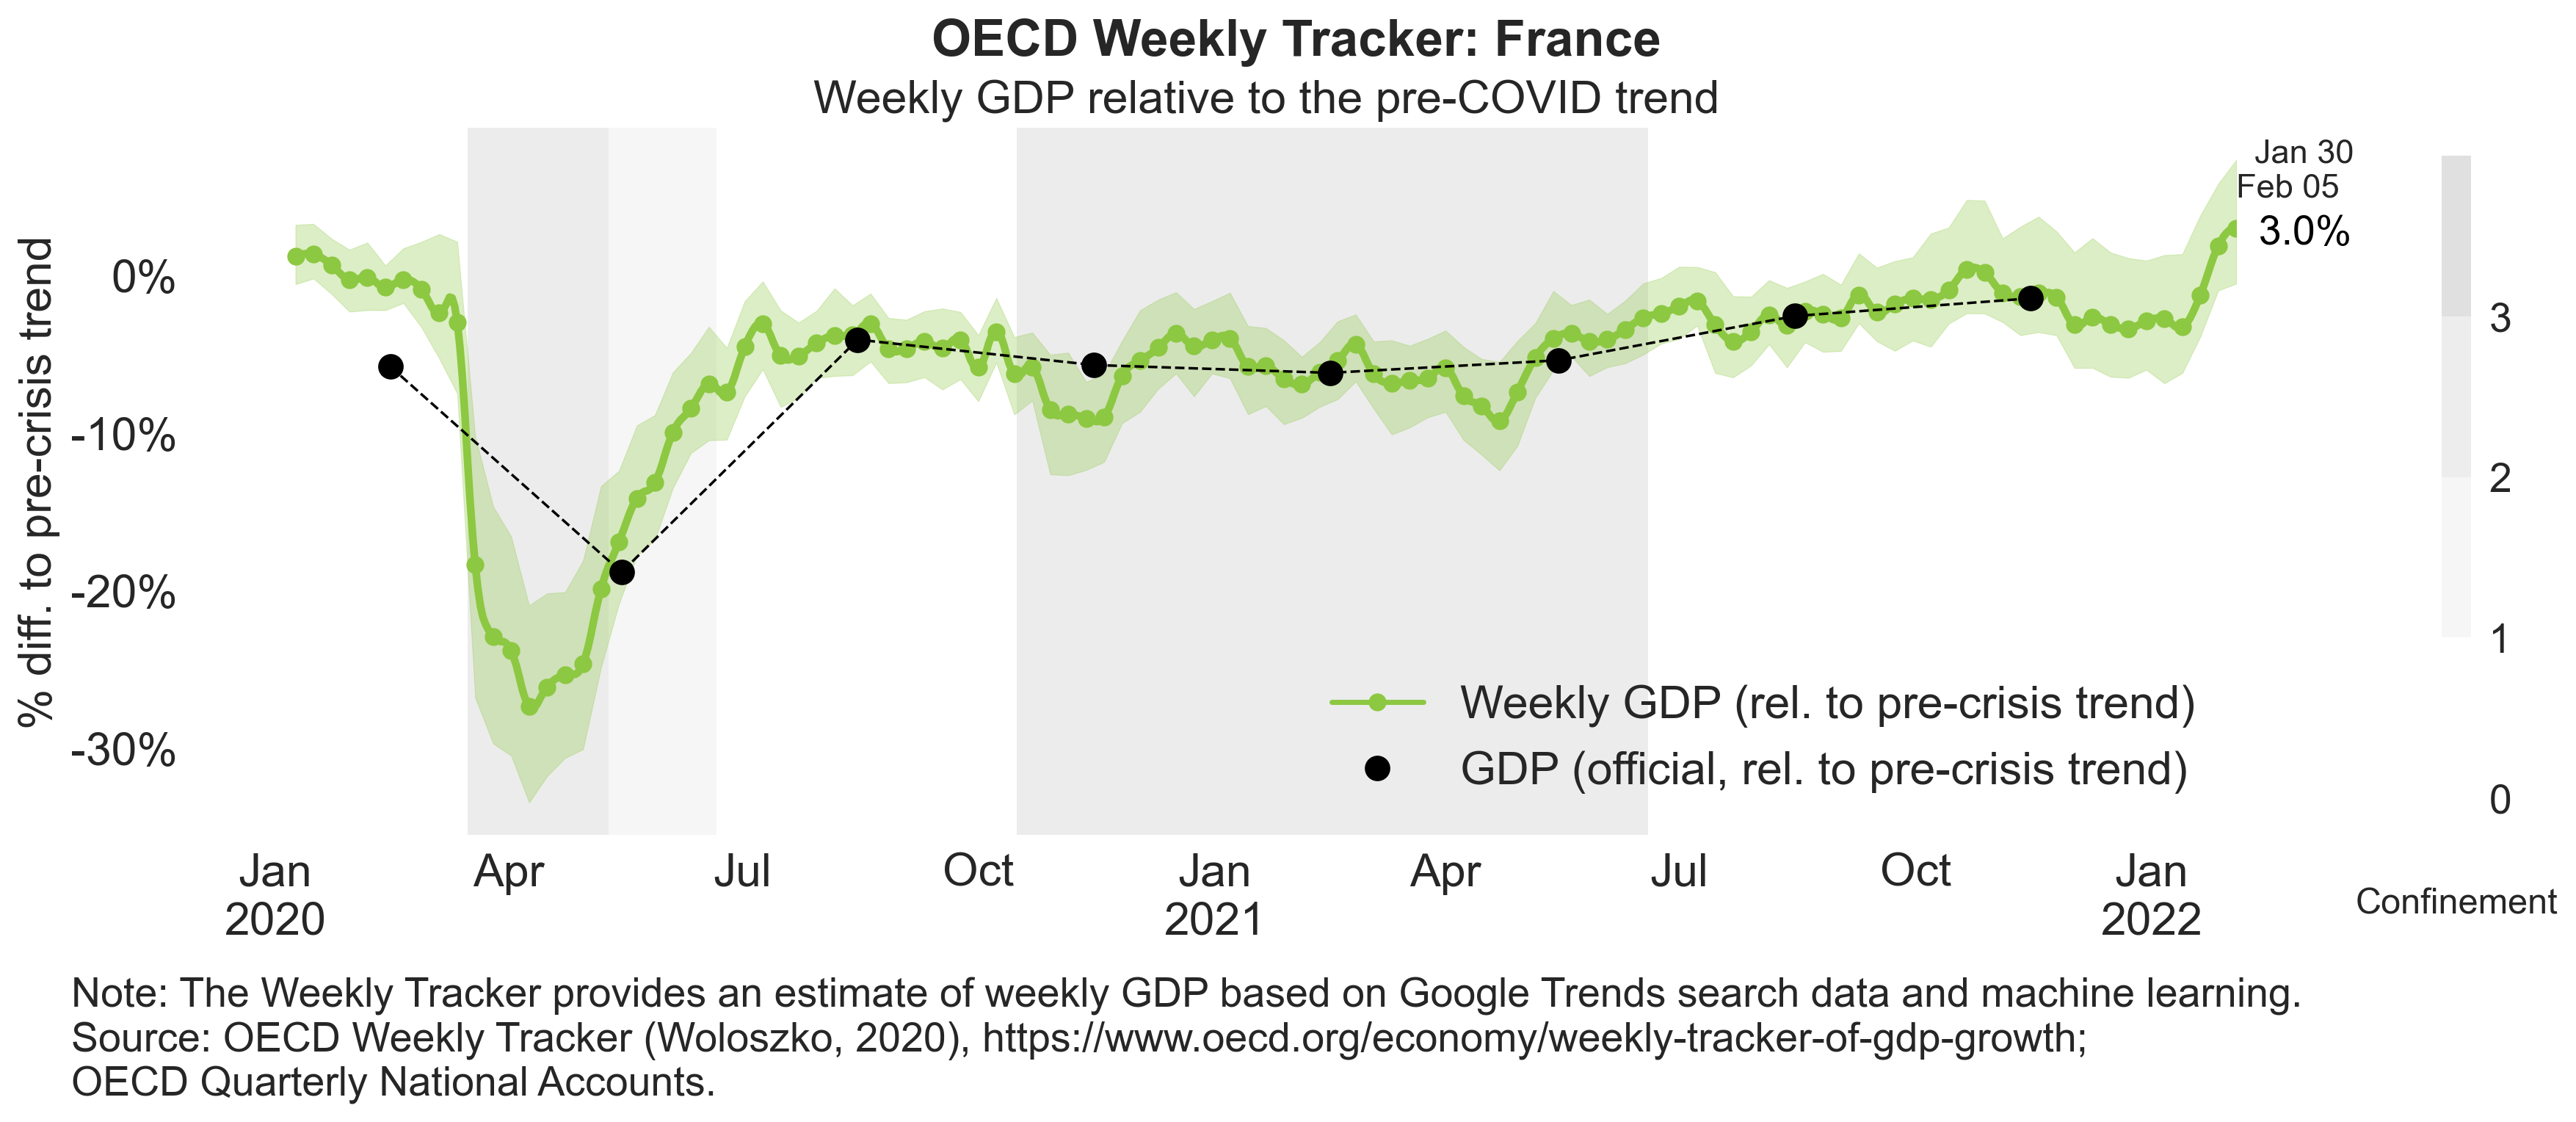 OECD Weekly Tracker: France
Weekly GDP relative to the pre-COVID trend
% diff. to pre-crisis trend
0%
-10%
-20%
-30%
Jan 30
Feb 05
3.0%
3
2
1
0
Confinement
Weekly GDP (rel. to pre-crisis trend)
GDP (official, rel. to pre-crisis trend)
Jan Apr Jul Oct Jan Apr Jul Oct Jan
2020 2021 2022
Note: The Weekly Tracker provides an estimate of weekly GDP based on Google Trends search data and machine learning.
Source: OECD Weekly Tracker (Woloszko, 2020), https://www.oecd.org/economy/weekly-tracker-of-gdp-growth;
OECD Quarterly National Accounts.